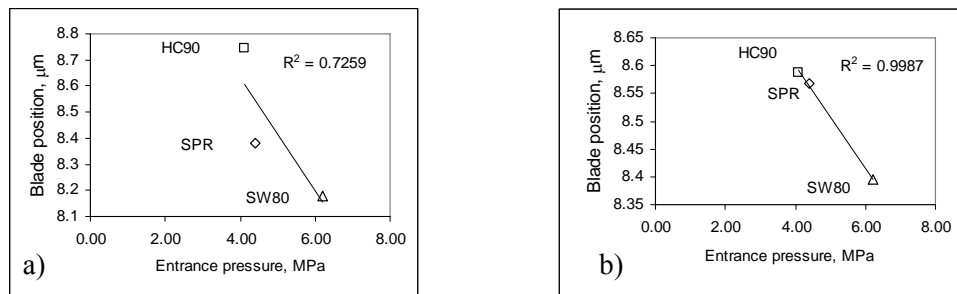 8.8
8.7
8.6
8.5
8.4
8.3
8.2
8.1
Blade position, μm
HC90
SPR
SW80
R² = 0.7259
0.00 2.00 4.00 6.00 8.00
Entrance pressure, MPa
a)
8.65
8.6
8.55
8.5
8.45
8.4
8.35
Blade position, μm
HC90
SPR
SW80
R² = 0.9987
0.00 2.00 4.00 6.00 8.00
Entrance pressure, MPa
b)